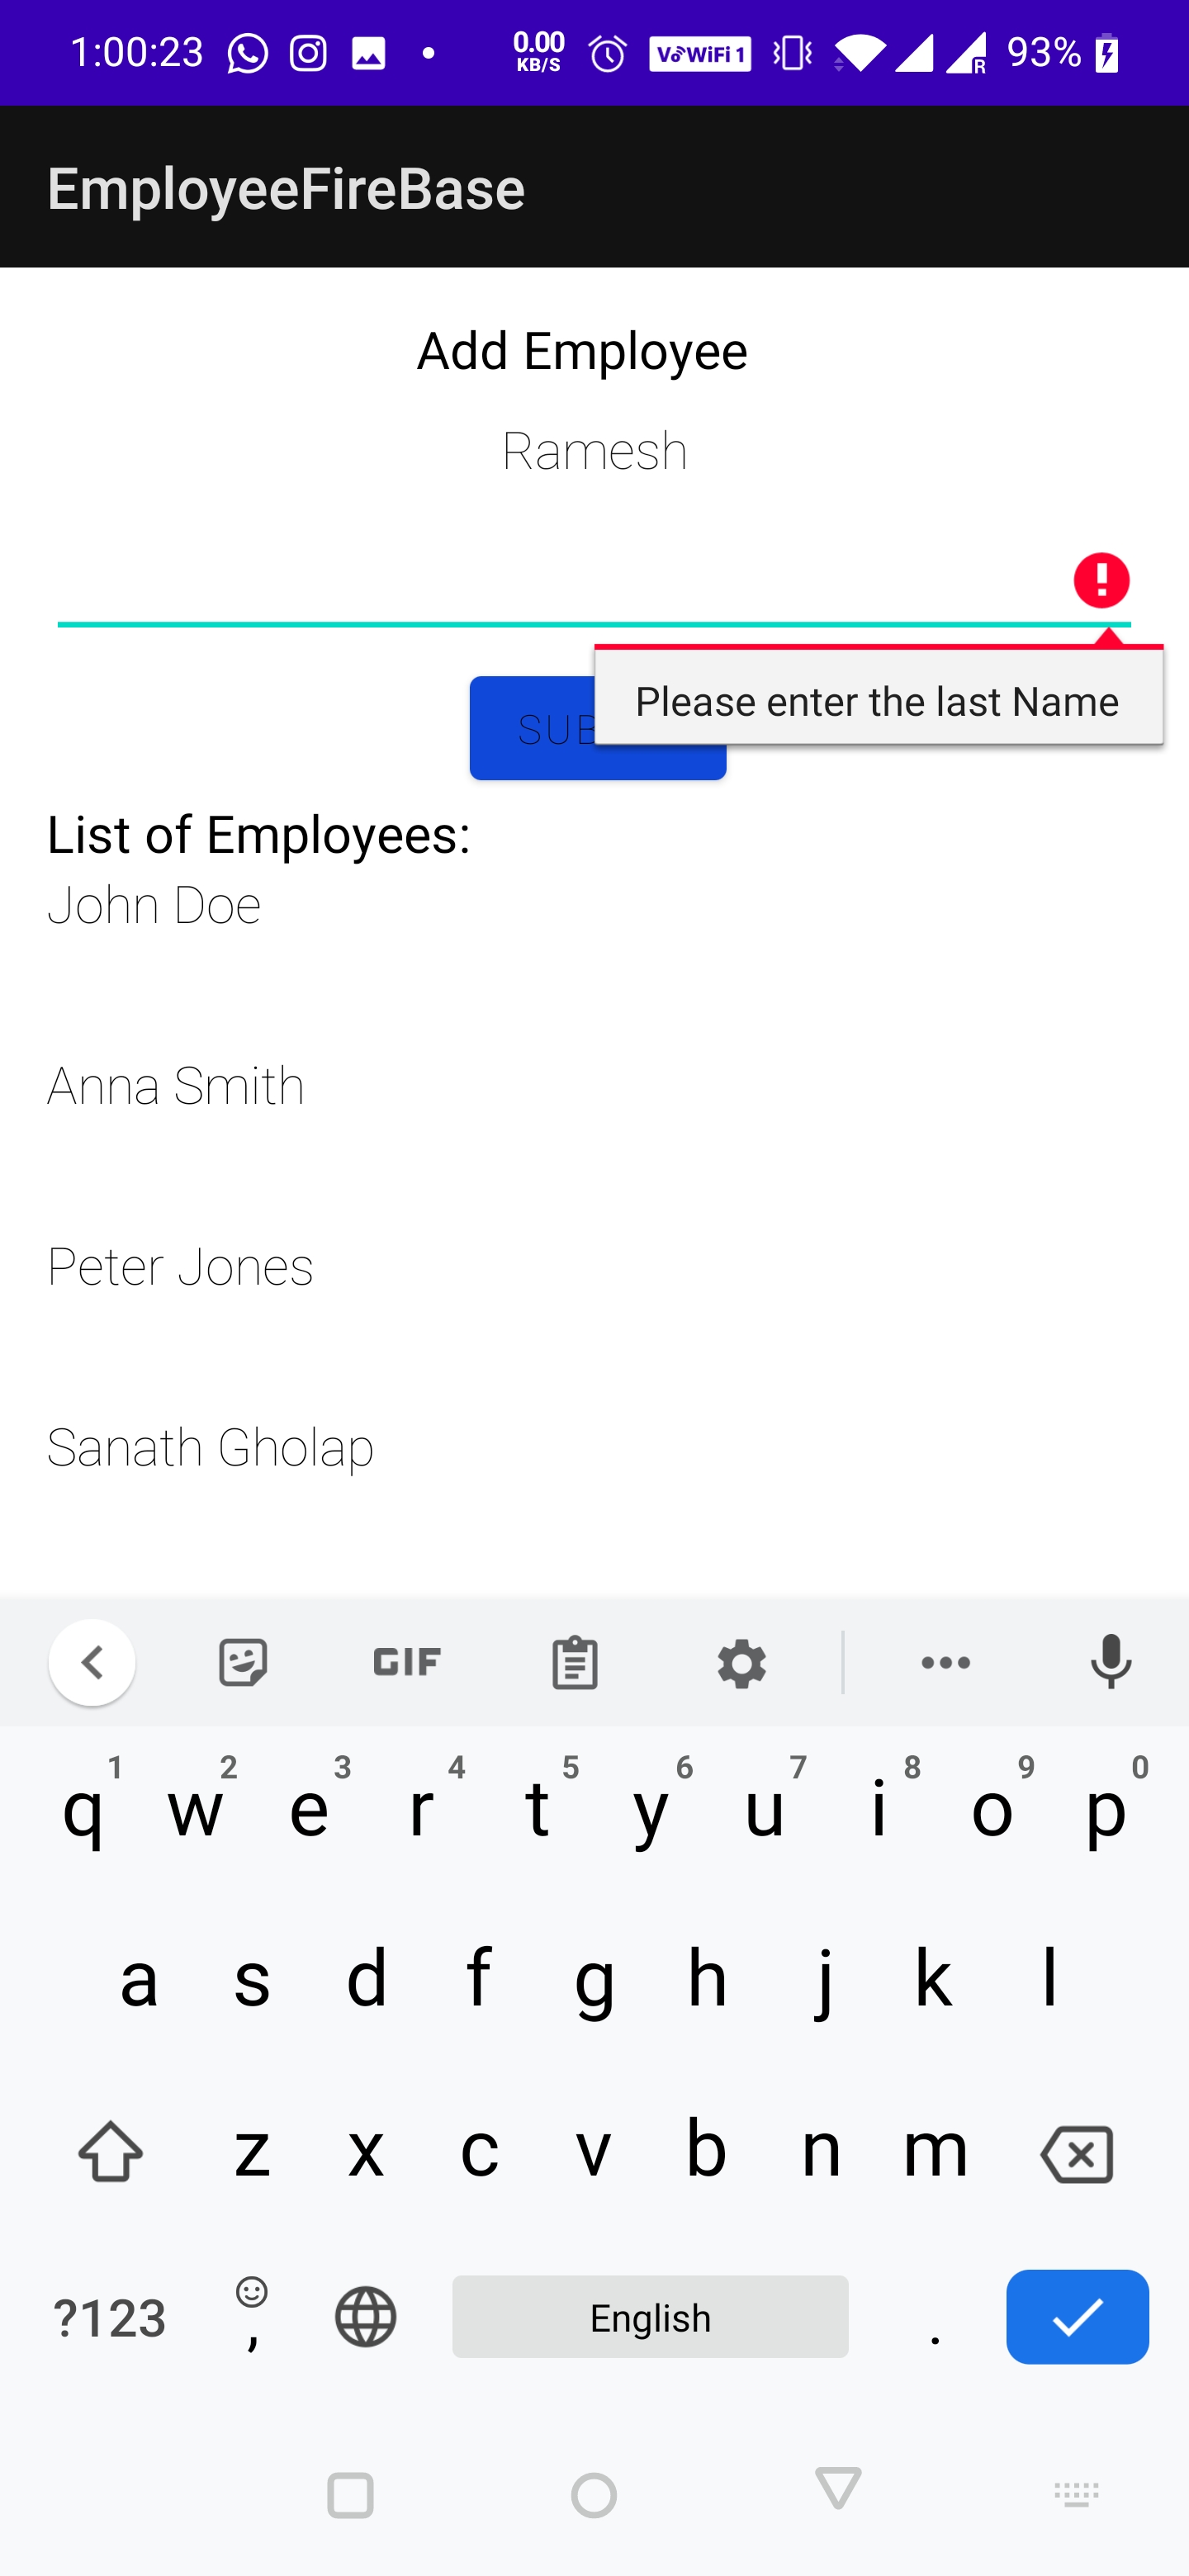 1:00:23 0.00 KB/S VoWiFi 1 R 93%
EmployeeFireBase
Add Employee
Ramesh
Please enter the last Name
SUB
List of Employees:
John Doe
Anna Smith
Peter Jones
Sanath Gholap
GIF
1 2 3 4 5 6 7 8 9 0
q w e r t y u i o p
a s d f g h j k l
z x c v b n m
?123 , English .